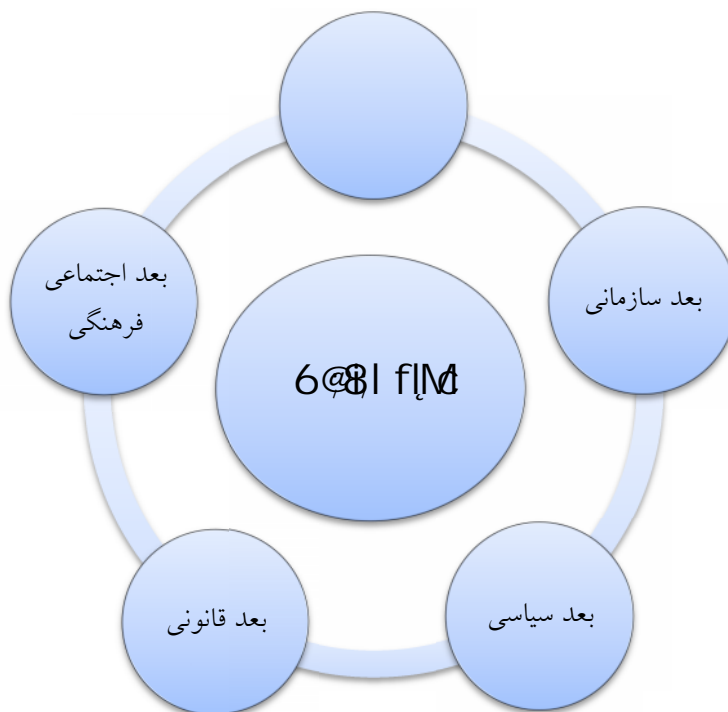 بعد اجتماعی
فرهنگی
بعد سازمانی
بعد قانونی
بعد سیاسی